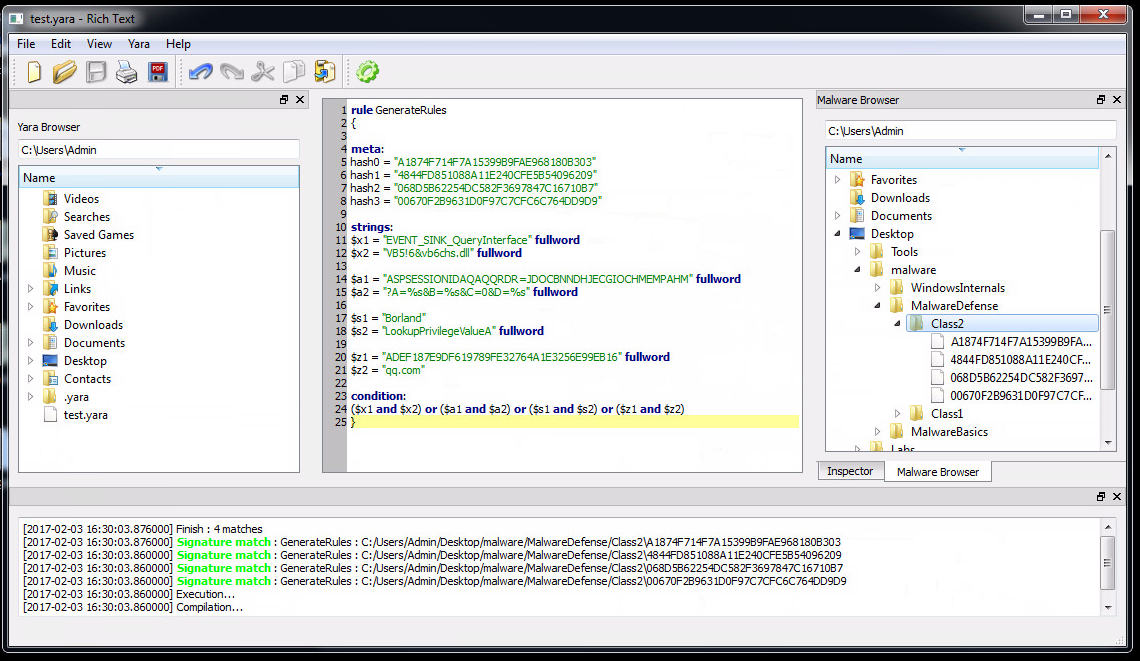 test.yara - Rich Text
File Edit View Yara Help
PDF
Yara Browser
C:\Users\Admin
Name
Videos
Searches
Saved Games
Pictures
Music
Links
Favorites
Downloads
Documents
Desktop
Contacts
.yara
test.yara
1 rule GenerateRules
2 {
3
4 meta:
5 hash0 = "A1874F714F7A15399B9FAE968180B303"
6 hash1 = "4844FD851088A11E240CFE5B54096209"
7 hash2 = "068D5B62254DC582F3697847C16710B7"
8 hash3 = "00670F2B9631D0F97C7CFC6C764DD9D9"
9
10 strings:
11 $x1 = "EVENT_SINK_QueryInterface" fullword
12 $x2 = "VB5!6&vb6chs.dll" fullword
13
14 $a1 = "ASPSESSIONIDAQAQQRDR=JDOCBNNDHJECGIOCHMEMPAHM" fullword
15 $a2 = "?A=%s&B=%s&C=0&D=%s" fullword
16
17 $s1 = "Borland"
18 $s2 = "LookupPrivilegeValueA" fullword
19
20 $z1 = "ADEF187E9DF619789FE32764A1E3256E99EB16" fullword
21 $z2 = "qq.com"
22
23 condition:
24 ($x1 and $x2) or ($a1 and $a2) or ($s1 and $s2) or ($z1 and $z2)
25 }
Malware Browser
C:\Users\Admin
Name
Favorites
Downloads
Documents
Desktop
Tools
malware
WindowsInternals
MalwareDefense
Class2
A1874F714F7A15399B9FA...
4844FD851088A11E240CF...
068D5B62254DC582F3697...
00670F2B9631D0F97C7CF...
Class1
MalwareBasics
Labs
Inspector Malware Browser
[2017-02-03 16:30:03.876000] Finish : 4 matches
[2017-02-03 16:30:03.876000] Signature match : GenerateRules : C:/Users/Admin/Desktop/malware/MalwareDefense/Class2\A1874F714F7A15399B9FAE968180B303
[2017-02-03 16:30:03.860000] Signature match : GenerateRules : C:/Users/Admin/Desktop/malware/MalwareDefense/Class2\4844FD851088A11E240CFE5B54096209
[2017-02-03 16:30:03.860000] Signature match : GenerateRules : C:/Users/Admin/Desktop/malware/MalwareDefense/Class2\068D5B62254DC582F3697847C16710B7
[2017-02-03 16:30:03.860000] Signature match : GenerateRules : C:/Users/Admin/Desktop/malware/MalwareDefense/Class2\00670F2B9631D0F97C7CFC6C764DD9D9
[2017-02-03 16:30:03.860000] Execution...
[2017-02-03 16:30:03.860000] Compilation...